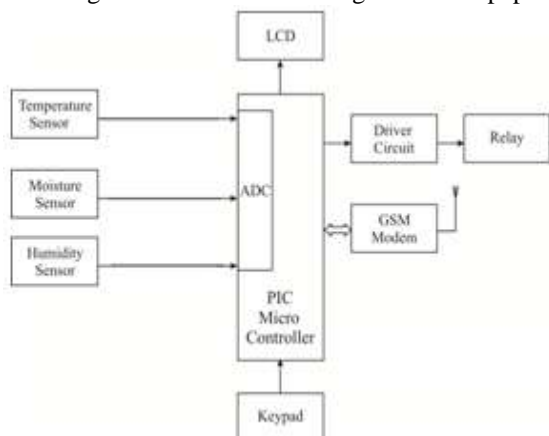 LCD
Temperature
Sensor
Driver
Circuit
Relay
Moisture
Sensor
ADC
GSM
Modem
Humidity
Sensor
PIC
Micro
Controller
Keypad